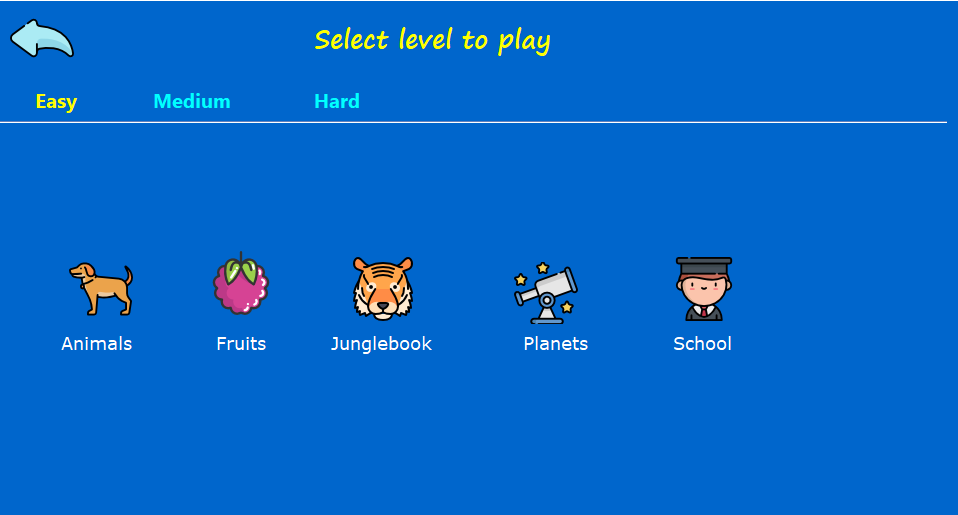 Select level to play
Easy Medium Hard
Animals Fruits Junglebook Planets School